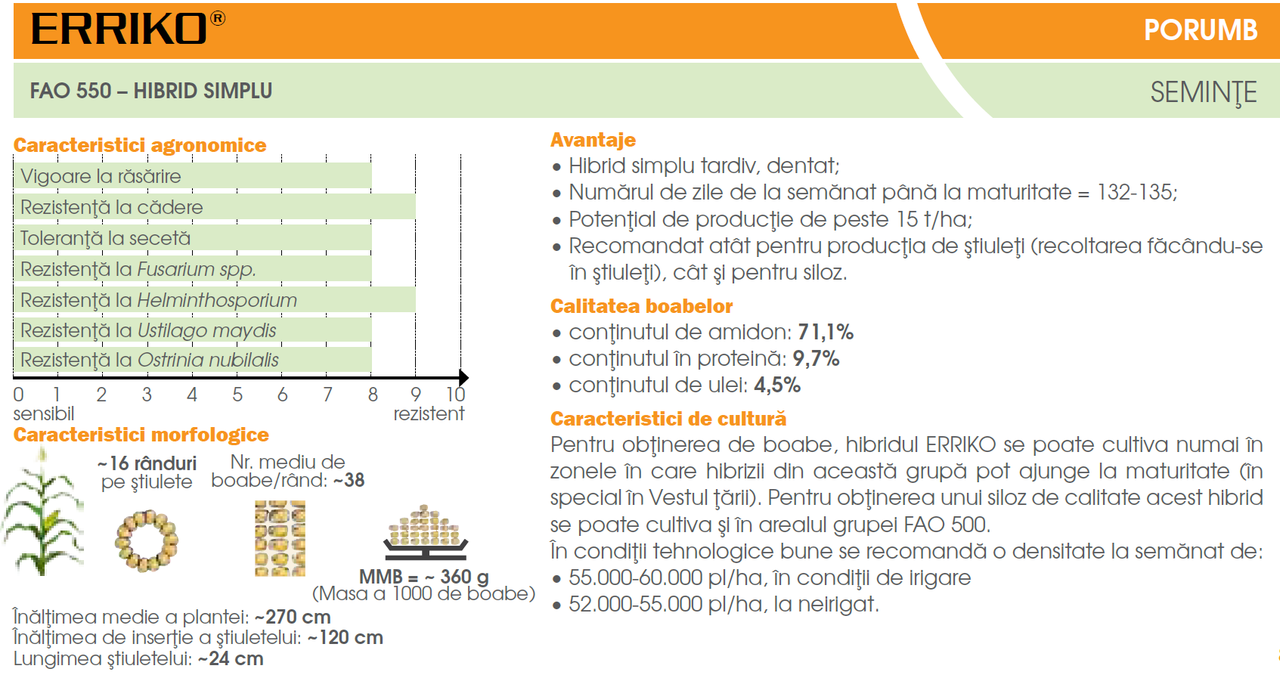 ERRIKO®
PORUMB
FAO 550 – HIBRID SIMPLU
SEMINŢE
Caracteristici agronomice
Vigoare la răsărire
Rezistenţă la cădere
Toleranţă la secetă
Rezistenţă la Fusarium spp.
Rezistenţă la Helminthosporium
Rezistenţă la Ustilago maydis
Rezistenţă la Ostrinia nubilalis
0 1 2 3 4 5 6 7 8 9 10
sensibil rezistent
Caracteristici morfologice
~16 rânduri
pe ştiulete
Nr. mediu de
boabe/rând: ~38
MMB = ~ 360 g
(Masa a 1000 de boabe)
Înălţimea medie a plantei: ~270 cm
Înălţimea de inserţie a ştiuletelui: ~120 cm
Lungimea ştiuletelui: ~24 cm
Avantaje
• Hibrid simplu tardiv, dentat;
• Numărul de zile de la semănat până la maturitate = 132-135;
• Potenţial de producţie de peste 15 t/ha;
• Recomandat atât pentru producţia de ştiuleţi (recoltarea făcându-se
în ştiuleţi), cât şi pentru siloz.
Calitatea boabelor
• conţinutul de amidon: 71,1%
• conţinutul în proteină: 9,7%
• conţinutul de ulei: 4,5%
Caracteristici de cultură
Pentru obţinerea de boabe, hibridul ERRIKO se poate cultiva numai în
zonele în care hibrizii din această grupă pot ajunge la maturitate (în
special în Vestul ţării). Pentru obţinerea unui siloz de calitate acest hibrid
se poate cultiva şi în arealul grupei FAO 500.
În condiţii tehnologice bune se recomandă o densitate la semănat de:
• 55.000-60.000 pl/ha, în condiţii de irigare
• 52.000-55.000 pl/ha, la neirigat.